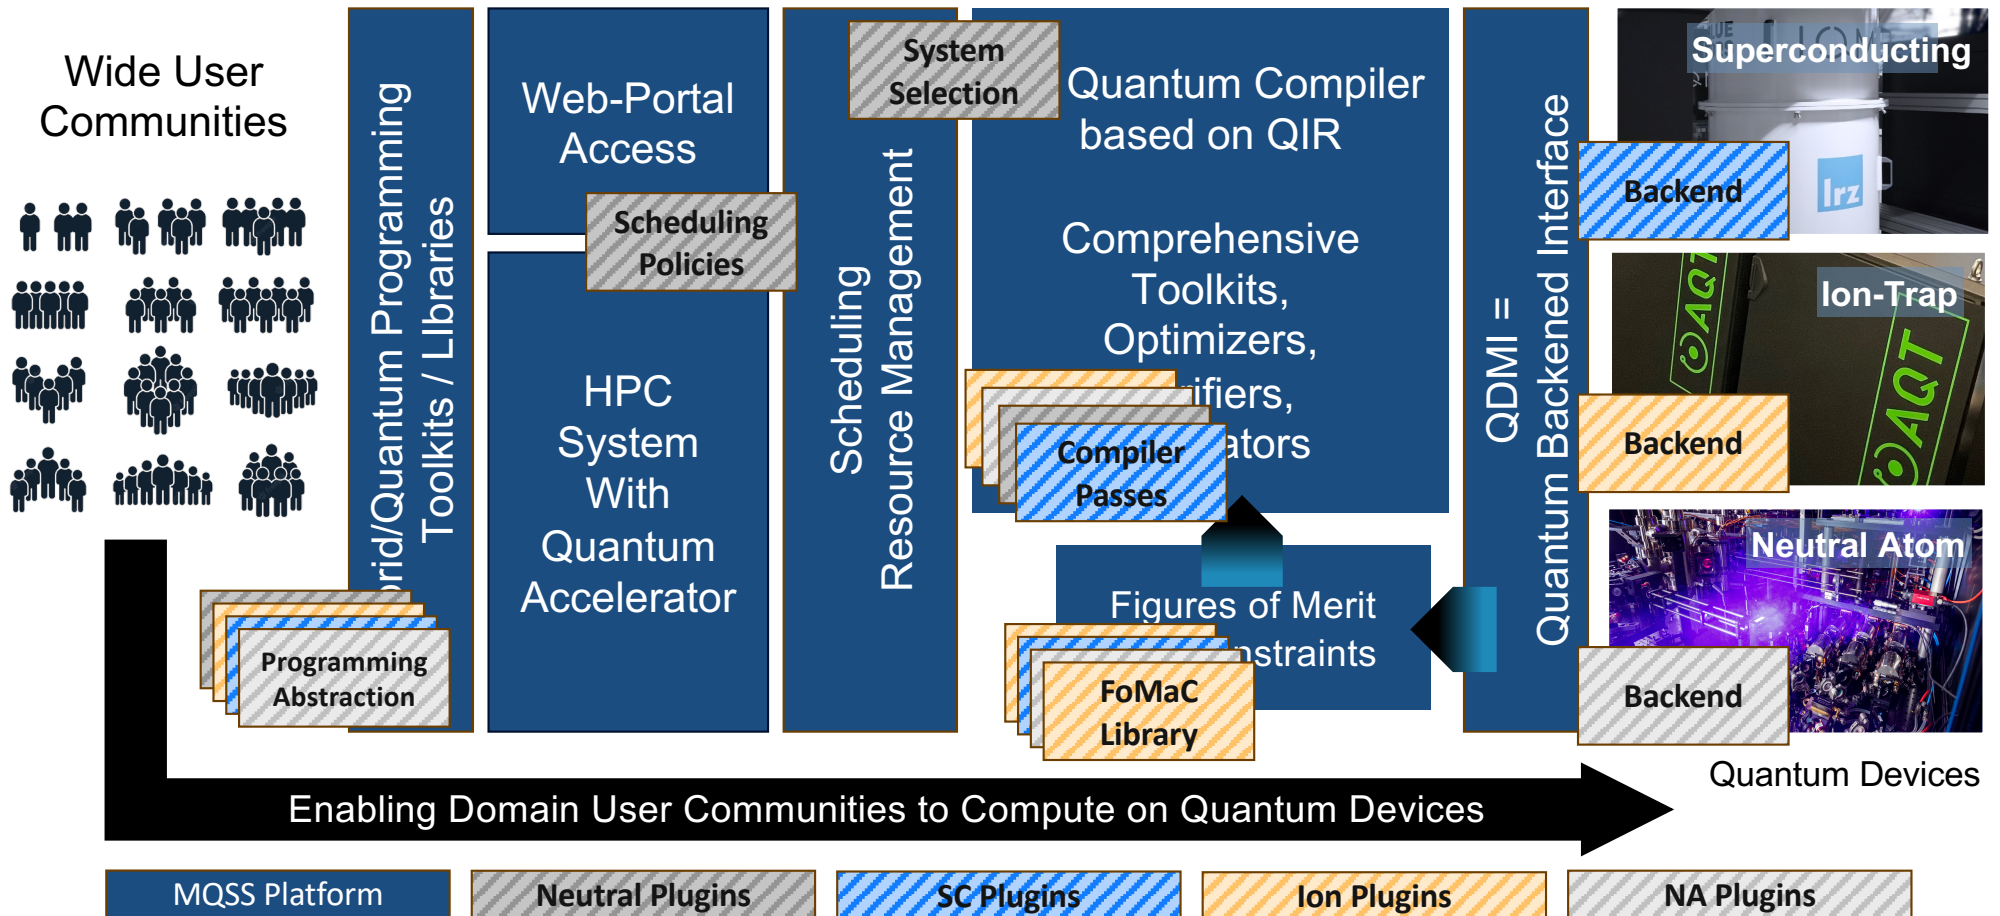 Wide User
Communities
orid/Quantum Programming
Toolkits / LIbraries
Programming
Abstraction
Web-Portal
Access
Scheduling
Policies
HPC
System
With
Quantum
Accelerator
Scheduling
Resource Management
System
Selection
Quantum Compiler
based on QIR
Comprehensive
Toolkits,
Optimizers,
ifiers,
ators
Compiler
Passes
Figures of Merit
nstraints
FoMaC
Library
QDMI =
Quantum Backened Interface
Superconducting
lrz
Backend
Ion-Trap
AQT
AQT
Backend
Neutral Atom
Backend
Quantum Devices
Enabling Domain User Communities to Compute on Quantum Devices
MQSS Platform
Neutral Plugins
SC Plugins
Ion Plugins
NA Plugins